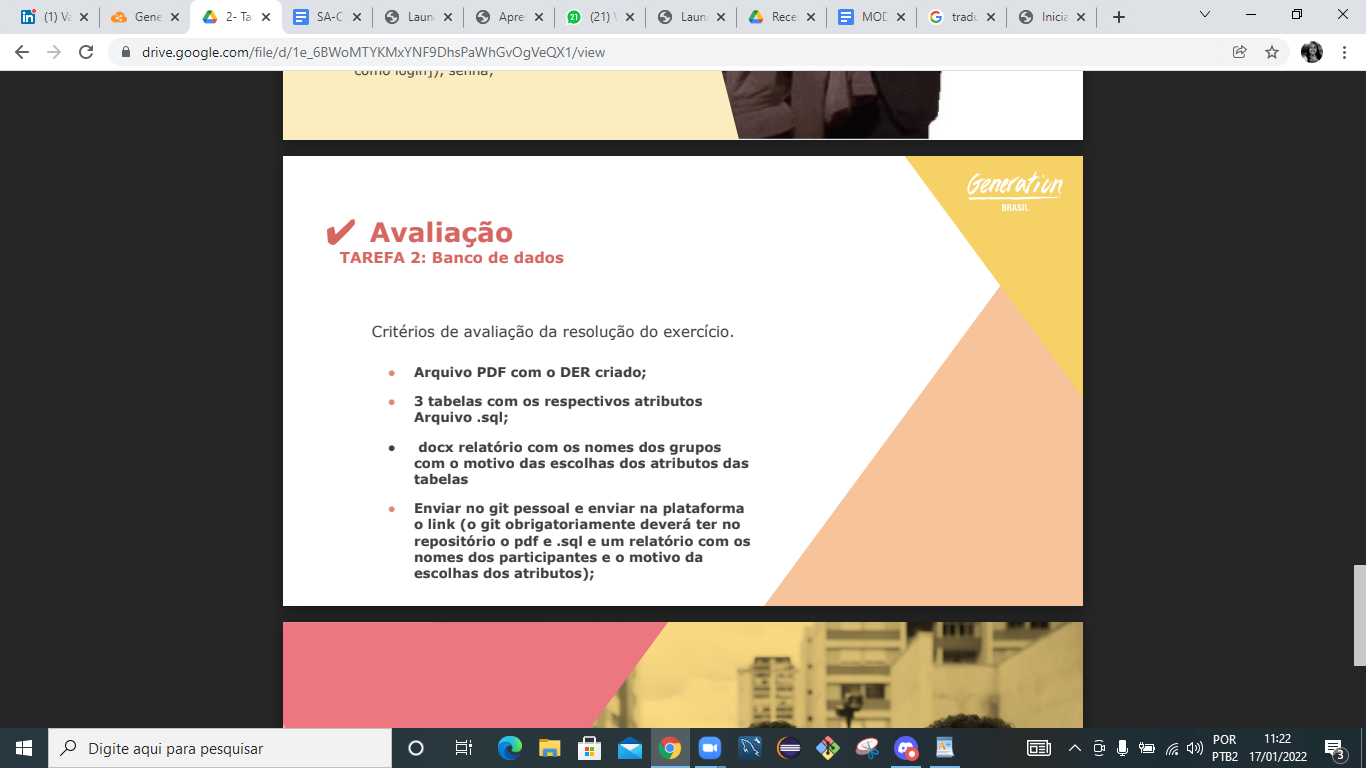 (1) Va
Gene
2- Ta
SA-C
Laun
Apre
(21)
Laun
Rece
MOD
tradu
Inicia
drive.google.com/file/d/1e_6BWoMTYKMxYNF9DhsPaWhGvOgVeQX1/view
como login]), senha;
Generation
BRASIL
✔ Avaliação
TAREFA 2: Banco de dados
Critérios de avaliação da resolução do exercício.
• Arquivo PDF com o DER criado;
• 3 tabelas com os respectivos atributos
Arquivo .sql;
• docx relatório com os nomes dos grupos
com o motivo das escolhas dos atributos das
tabelas
• Enviar no git pessoal e enviar na plataforma
o link (o git obrigatoriamente deverá ter no
repositório o pdf e .sql e um relatório com os
nomes dos participantes e o motivo da
escolhas dos atributos);
Digite aqui para pesquisar
POR
PTB2
11:22
17/01/2022
3